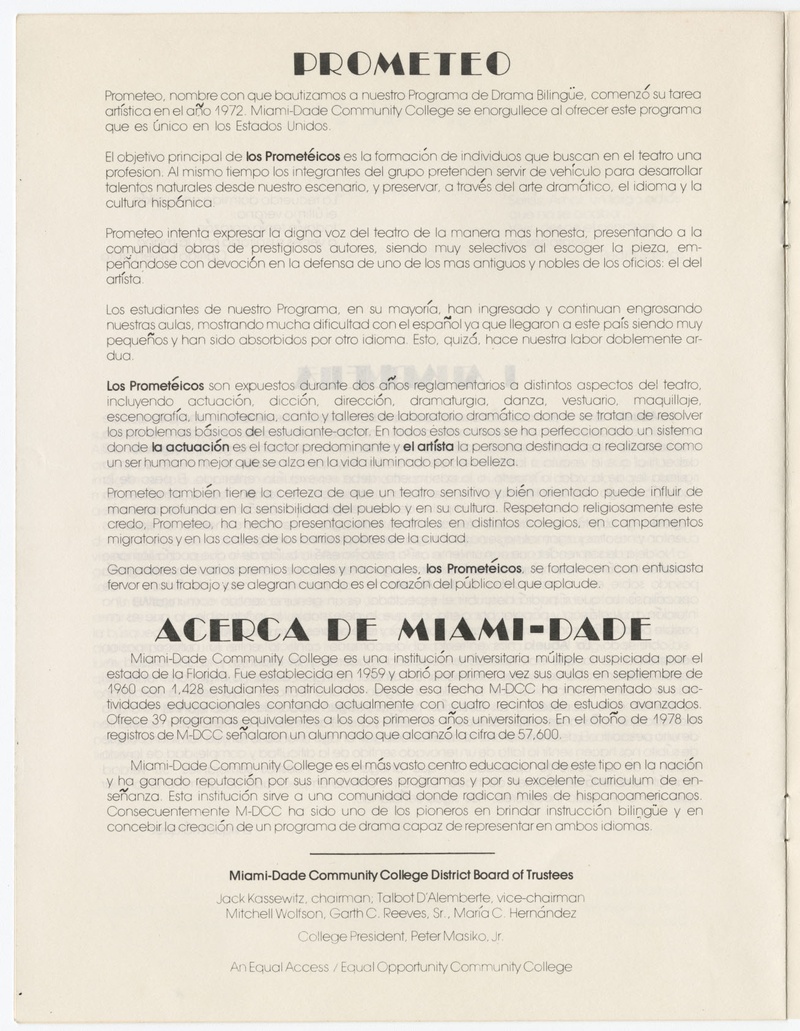 PROMETEO
Prometeo, nombre con que bautizamos a nuestro Programa de Drama Bilingüe, comenzó su tarea
artística en el año 1972. Miami-Dade Community College se enorgullece al ofrecer este programa
que es único en los Estados Unidos.
El objetivo principal de los Prometéicos es la formación de individuos que buscan en el teatro una
profesion. Al mismo tiempo los integrantes del grupo pretenden servir de vehículo para desarrollar
talentos naturales desde nuestro escenario, y preservar, a través del arte dramático, el idioma y la
cultura hispánica.
Prometeo intenta expresar la digna voz del teatro de la manera mas honesta, presentando a la
comunidad obras de prestigiosos autores, siendo muy selectivos al escoger la pieza, em-
peñandose con devoción en la defensa de uno de los mas antiguos y nobles de los oficios: el del
artísta.
Los estudiantes de nuestro Programa, en su mayoría, han ingresado y continuan engrosando
nuestras aulas, mostrando mucha dificultad con el español ya que llegaron a este país siendo muy
pequeños y han sido absorbidos por otro idioma. Esto, quizá, hace nuestra labor doblemente ar-
dua.
Los Prometéicos son expuestos durante dos años reglamentarios a distintos aspectos del teatro,
incluyendo actuación, dicción, dirección, dramaturgia, danza, vestuario, maquillaje,
escenografía, luminotecnia, canto y talleres de laboratorio dramático donde se tratan de resolver
los problemas básicos del estudiante-actor. En todos éstos cursos se ha perfeccionado un sistema
donde la actuación es el factor predominante y el artísta la persona destinada a realizarse como
un ser humano mejor que se alza en la vida iluminado por la belleza.
Prometeo también tiene la certeza de que un teatro sensitivo y bién orientado puede influir de
manera profunda en la sensibilidad del pueblo y en su cultura. Respetando religiosamente este
credo, Prometeo, ha hecho presentaciones teatrales en distintos colegios, en campamentos
migratorios y en las calles de los barrios pobres de la ciudad.
Ganadores de varios premios locales y nacionales, los Prometéicos, se fortalecen con entusiasta
fervor en su trabajo y se alegran cuando es el corazón del público el que aplaude.
ACERCA DE MIAMI-DADE
Miami-Dade Community College es una institución universitaria múltiple auspiciada por el
estado de la Florida. Fue establecida en 1959 y abrió por primera vez sus aulas en septiembre de
1960 con 1,428 estudiantes matriculados. Desde esa fecha M-DCC ha incrementado sus ac-
tividades educacionales contando actualmente con cuatro recintos de estudios avanzados.
Ofrece 39 programas equivalentes a los dos primeros años universitarios. En el otoño de 1978 los
registros de M-DCC señalaron un alumnado que alcanzó la cifra de 57,600.
Miami-Dade Community College es el más vasto centro educacional de este tipo en la nación
y ha ganado reputación por sus innovadores programas y por su excelente curriculum de en-
señanza. Esta institución sirve a una comunidad donde radican miles de hispanoamericanos.
Consecuentemente M-DCC ha sido uno de los pioneros en brindar instrucción bilingüe y en
concebir la creación de un programa de drama capaz de representar en ambos idiomas.
Miami-Dade Community College District Board of Trustees
Jack Kassewitz, chairman; Talbot D'Alemberte, vice-chairman
Mitchell Wolfson, Garth C. Reeves, Sr., María C. Hernández
College President, Peter Masiko, Jr.
An Equal Access / Equal Opportunity Community College